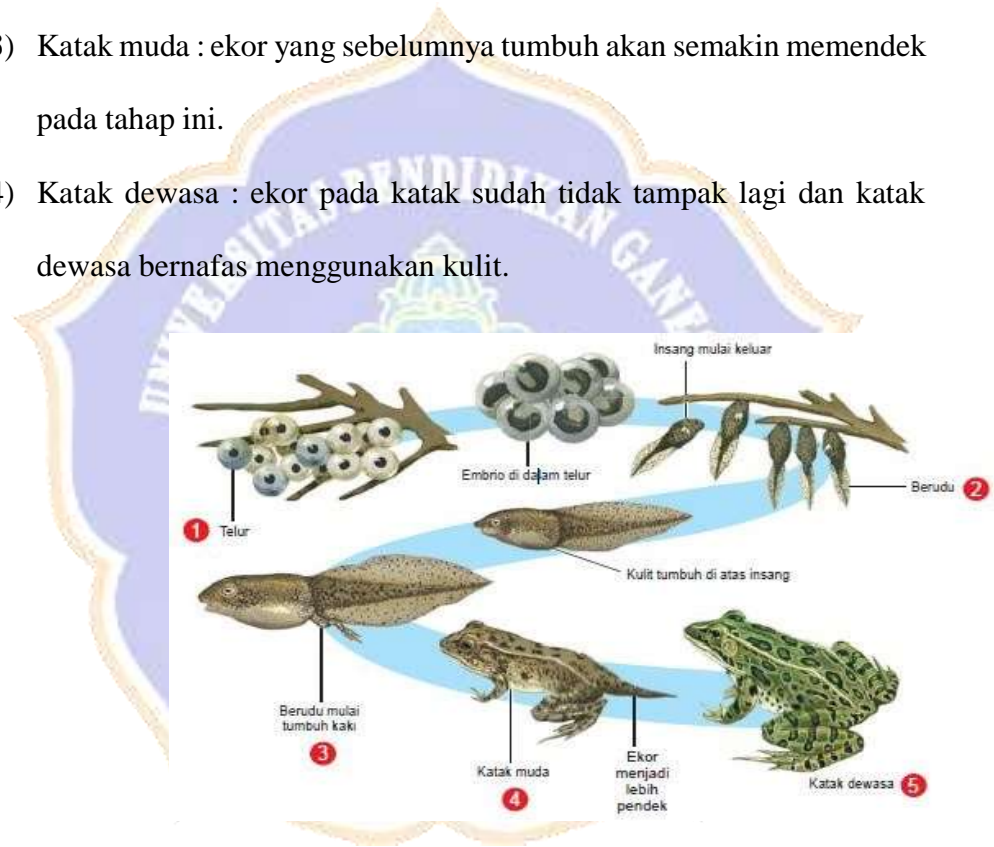 3) Katak muda : ekor yang sebelumnya tumbuh akan semakin memendek
pada tahap ini.
4) Katak dewasa : ekor pada katak sudah tidak tampak lagi dan katak
dewasa bernafas menggunakan kulit.
UNIVERSITAS PENDIDIKAN GANE
Insang mulai keluar
Embrio di dalam telur
Berudu 2
1 Telur
Kulit tumbuh di atas insang
Berudu mulai
tumbuh kaki
3
Katak muda
4
Ekor
menjadi
lebih
pendek
Katak dewasa 5